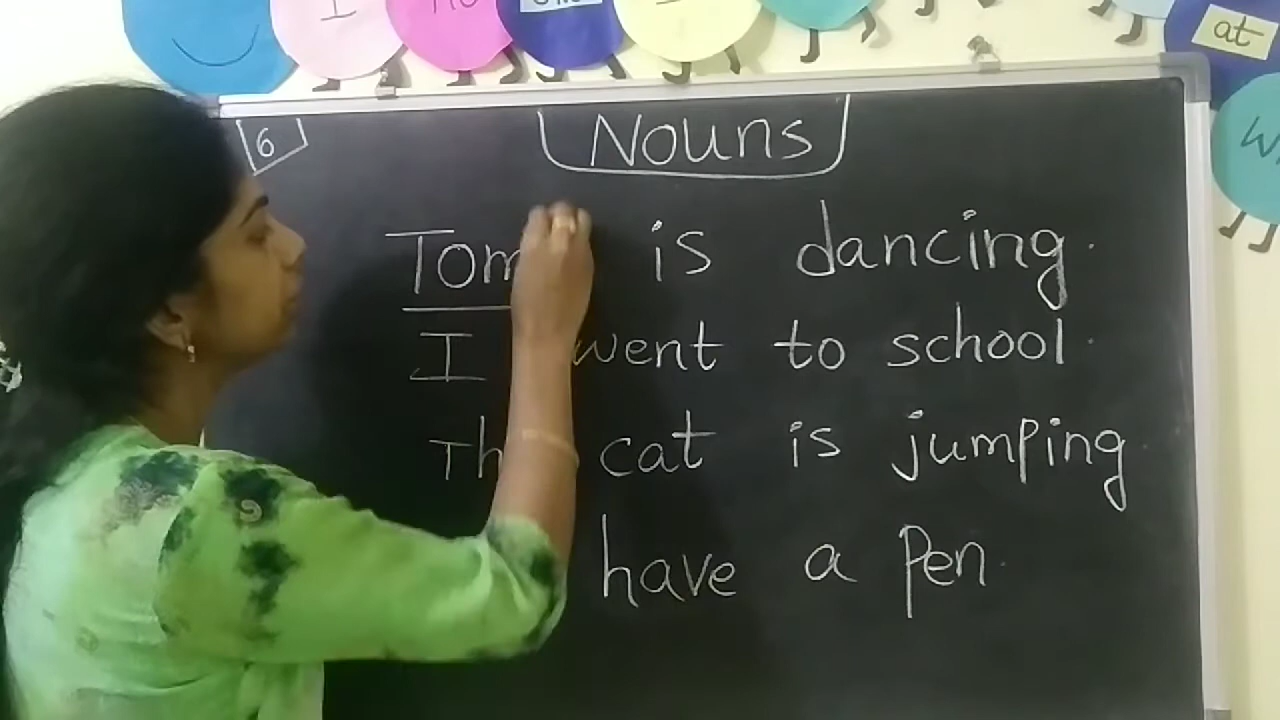 I
at
6
Nouns
Tom is dancing.
I went to school.
cat is jumping
have a pen.